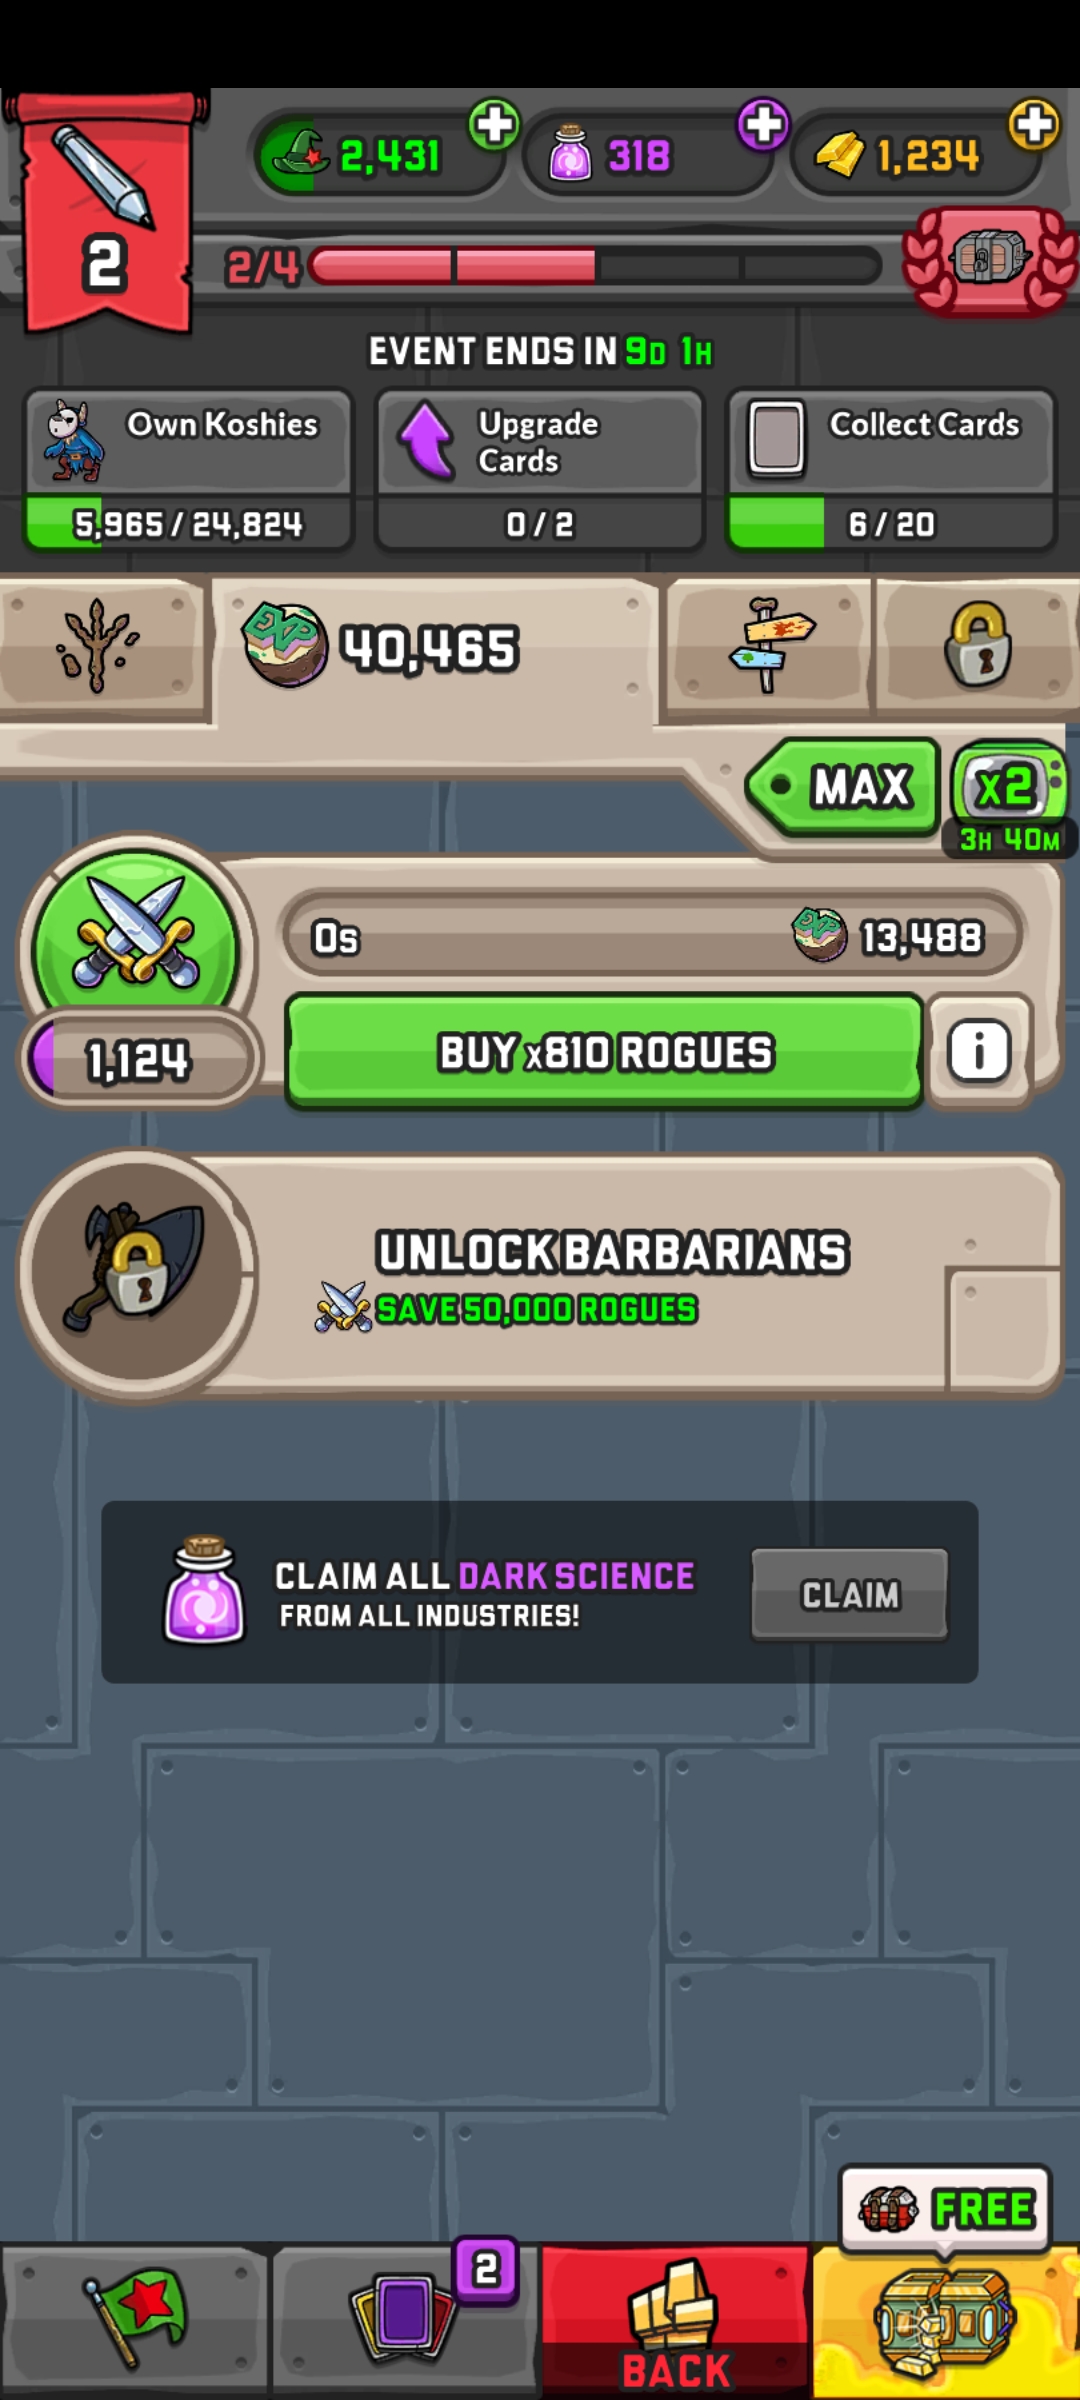 2,431
318
1,234
2
2/4
EVENT ENDS IN 9D 1H
Own Koshies
Upgrade Cards
Collect Cards
5,965 / 24,824
0 / 2
6 / 20
EXP
40,465
MAX
x2
3H 40M
0s
EXP
13,488
1,124
BUY x810 ROGUES
i
UNLOCK BARBARIANS
SAVE 50,000 ROGUES
CLAIM ALL DARK SCIENCE
FROM ALL INDUSTRIES!
CLAIM
FREE
2
BACK